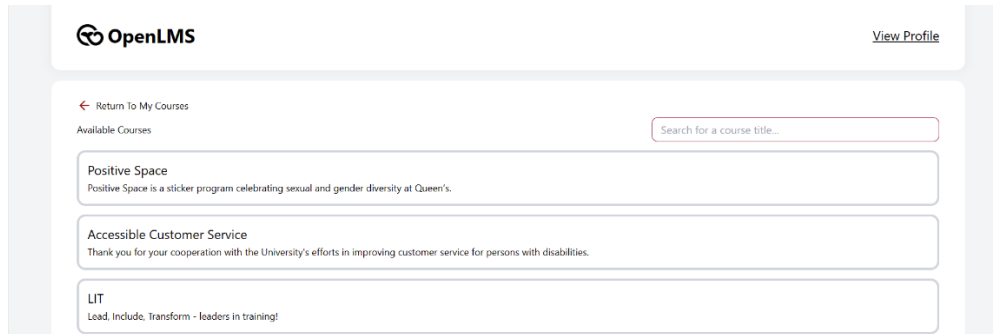 OpenLMS
View Profile
Return To My Courses
Available Courses
Search for a course title...
Positive Space
Positive Space is a sticker program celebrating sexual and gender diversity at Queen's.
Accessible Customer Service
Thank you for your cooperation with the University's efforts in improving customer service for persons with disabilities.
LIT
Lead, Include, Transform - leaders in training!